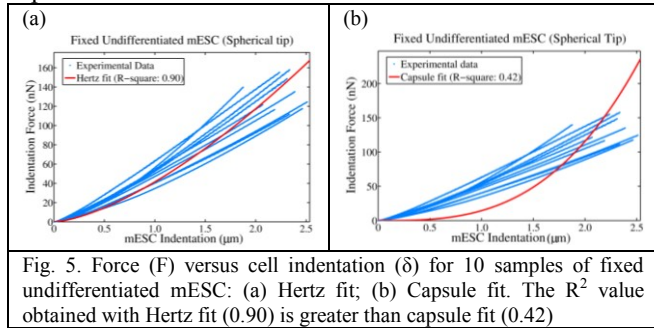 (a)
Fixed Undifferentiated mESC (Spherical tip)
Experimental Data
Hertz fit (R−square: 0.90)
Indentation Force (nN)
160
140
120
100
80
60
40
20
0
0.0
0.5
1.0
1.5
2.0
2.5
mESC Indentation (μm)
(b)
Fixed Undifferentiated mESC (Spherical Tip)
Experimental data
Capsule fit (R−square: 0.42)
Indentation Force (nN)
200
150
100
50
0
0.0
0.5
1.0
1.5
2.0
2.5
mESC Indentation (μm)
Fig. 5. Force (F) versus cell indentation (δ) for 10 samples of fixed
undifferentiated mESC: (a) Hertz fit; (b) Capsule fit. The R² value
obtained with Hertz fit (0.90) is greater than capsule fit (0.42)